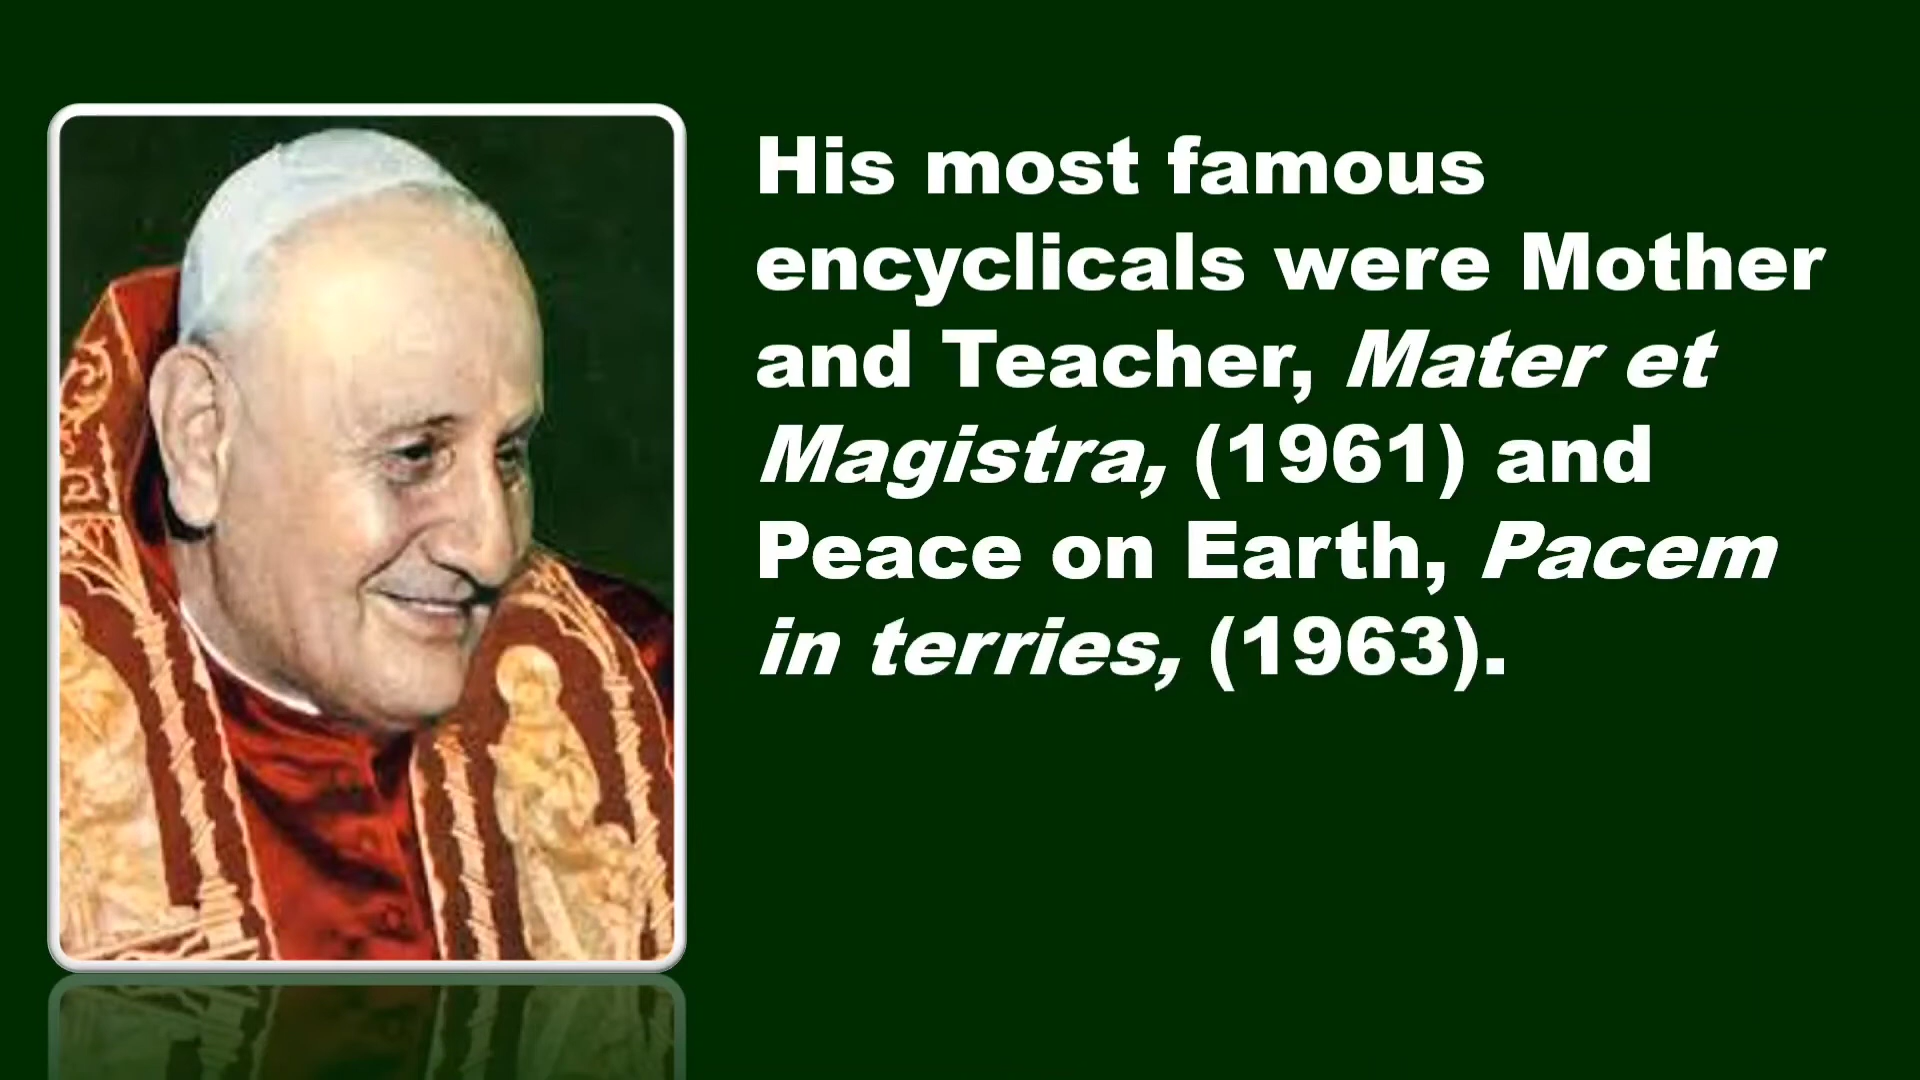 His most famous
encyclicals were Mother
and Teacher, Mater et
Magistra, (1961) and
Peace on Earth, Pacem
in terries, (1963).